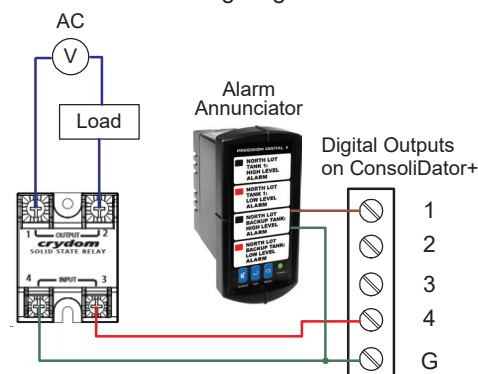 AC
V
Load
Alarm
Annunciator
Digital Outputs
on ConsoliDator+
PRECISION DIGITAL
NORTH LOT
TANK 1:
HIGH LEVEL
ALARM
NORTH LOT
TANK 1:
LOW LEVEL
ALARM
NORTH LOT
BACKUP TANK:
HIGH LEVEL
ALARM
NORTH LOT
BACKUP TANK:
LOW LEVEL
ALARM
1 OUTPUT 2
crydom
SOLID STATE RELAY
4 INPUT 3
1
2
3
4
G